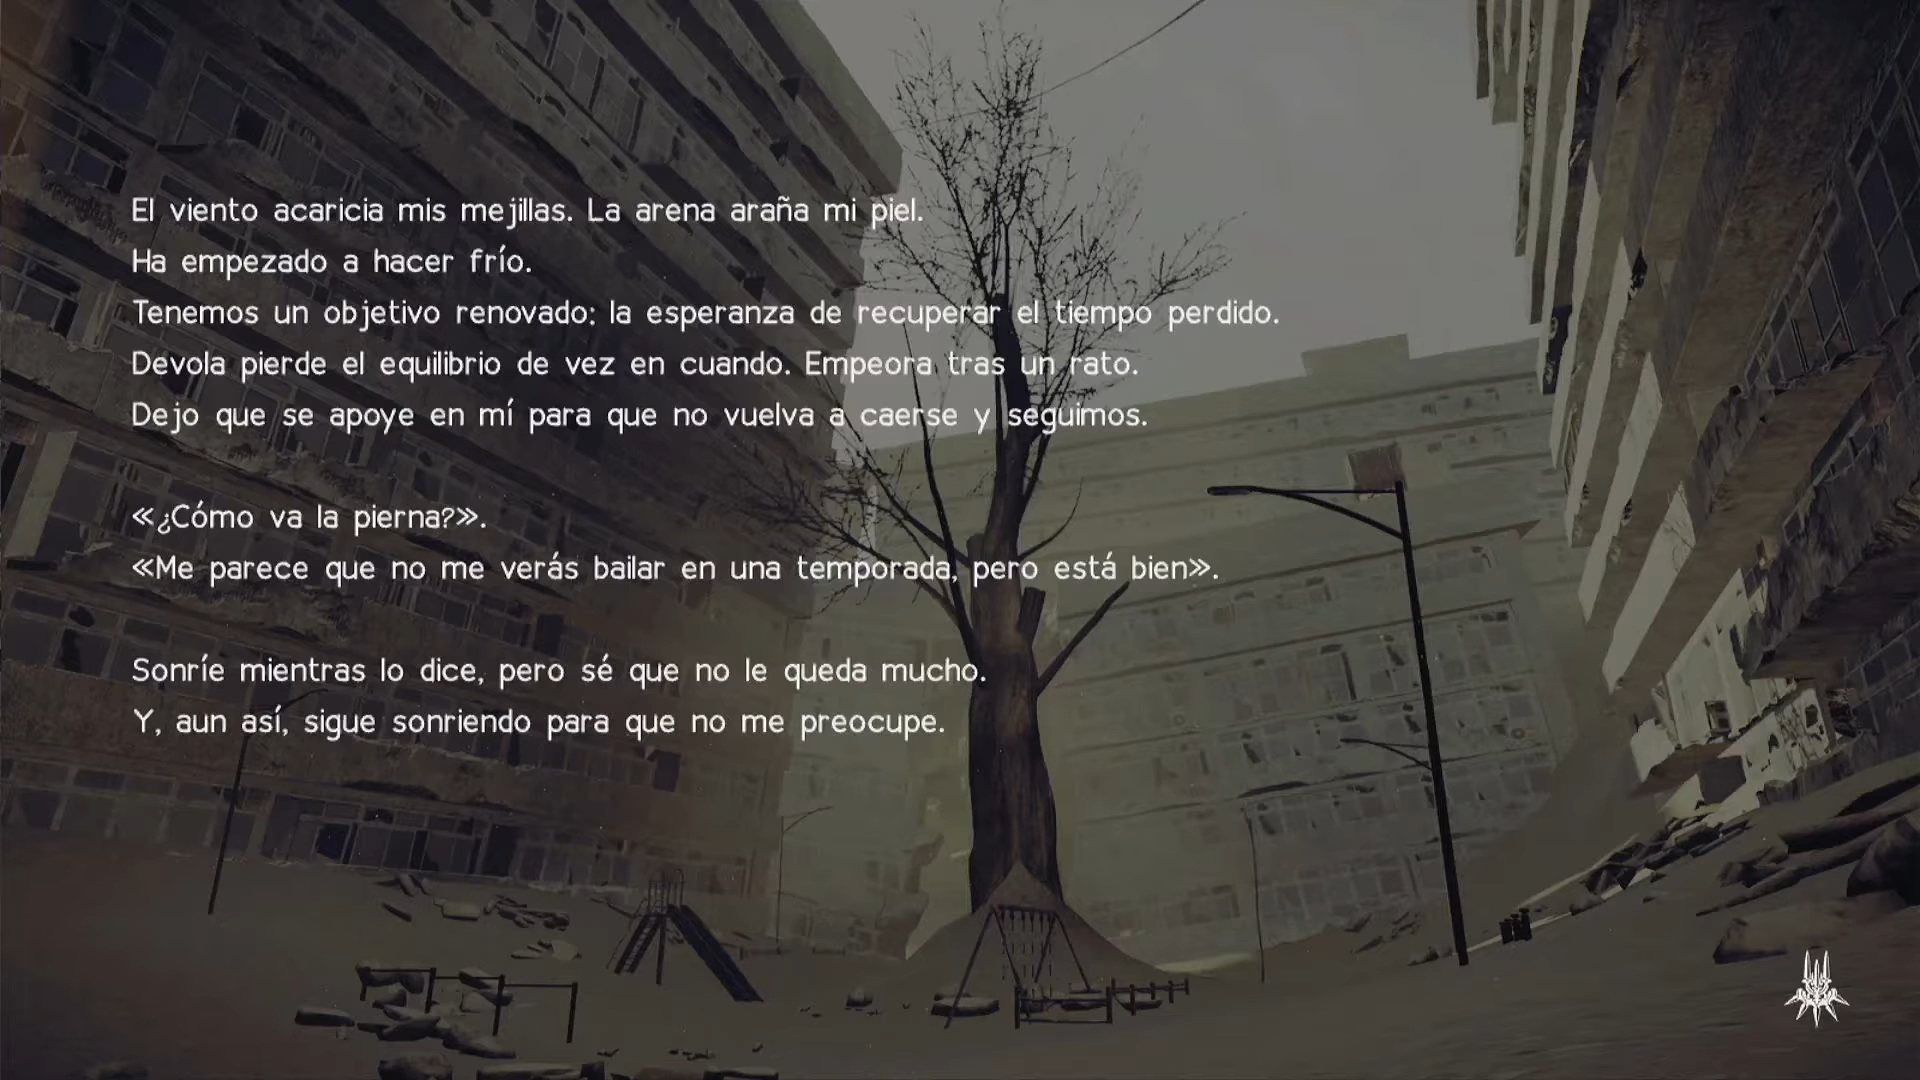 El viento acaricia mis mejillas. La arena araña mi piel.
Ha empezado a hacer frío.
Tenemos un objetivo renovado: la esperanza de recuperar el tiempo perdido.
Devola pierde el equilibrio de vez en cuando. Empeora tras un rato.
Dejo que se apoye en mí para que no vuelva a caerse y seguimos.
«¿Cómo va la pierna?».
«Me parece que no me verás bailar en una temporada, pero está bien».
Sonríe mientras lo dice, pero sé que no le queda mucho.
Y, aun así, sigue sonriendo para que no me preocupe.